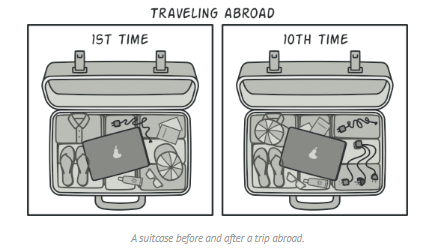 TRAVELING ABROAD
1ST TIME
10TH TIME
A suitcase before and after a trip abroad.